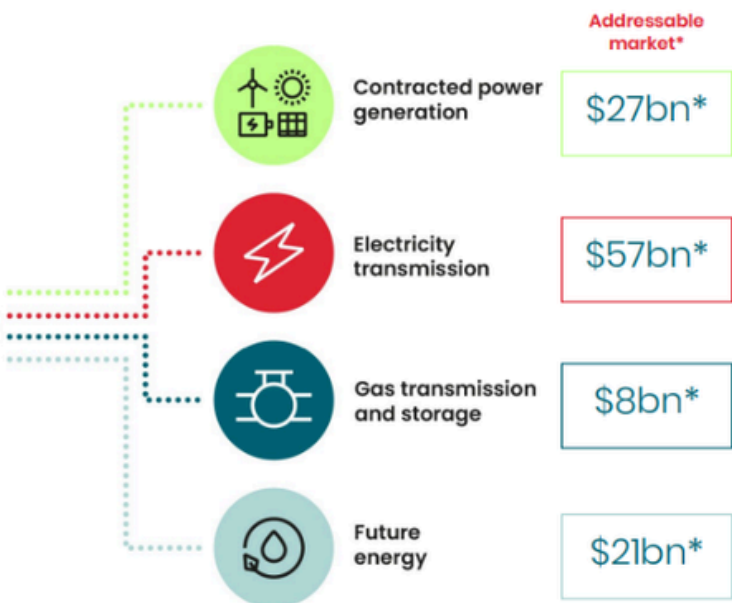 Addressable
market*
Contracted power
generation
$27bn*
Electricity
transmission
$57bn*
Gas transmission
and storage
$8bn*
Future
energy
$21bn*